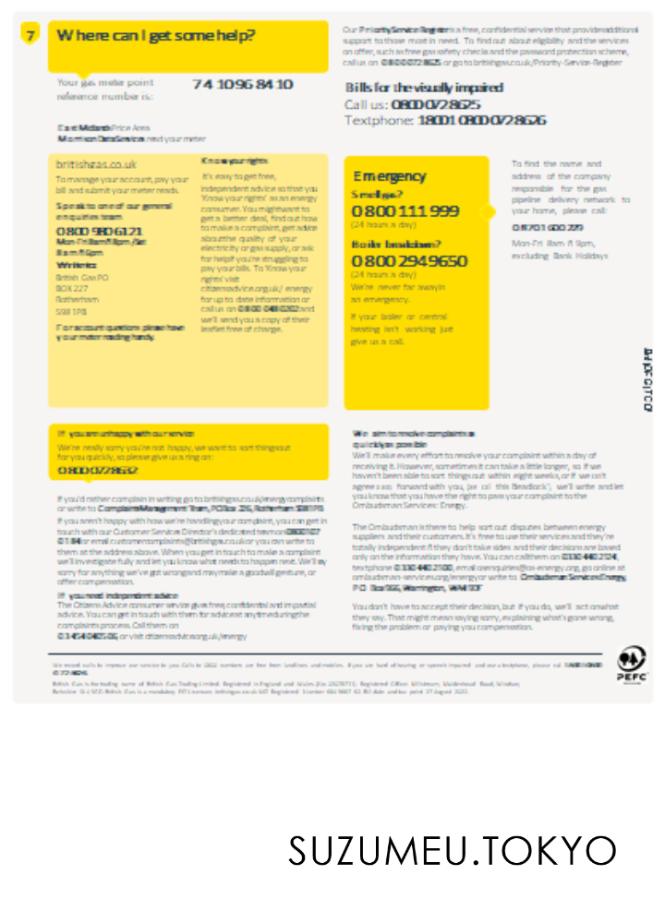 7
Where can I get some help?
Your gas meter point
reference number is:
74 1096 84 10
East Midlands Price Area
Morrison Data Services read your meter
Our Priority Service Register is a free, confidential service that provides additional
support to those most in need. To find out about eligibility and the services
on offer, such as free gas safety checks and the password protection scheme,
call us on 0800 072 8625 or go to britishgas.co.uk/Priority-Service-Register
Bills for the visually impaired
Call us: 0800 072 8625
Textphone: 18001 0800 072 8626
britishgas.co.uk
To manage your account, pay your
bill and submit your meter reads.
Speak to one of our general
enquiries team
0800 980 6121
Mon-Fri 8am-8pm /Sat
8am-6pm
Write to:
British Gas PO
BOX 227
Rotherham
S98 1PB
For account questions please have
your meter reading handy.
Know your rights
It's easy to get free,
independent advice so that you
'Know your rights' as an energy
consumer. You might want to
get a better deal, find out how
to make a complaint, get advice
about the quality of your
electricity or gas supply, or ask
for help if you're struggling to
pay your bills. To 'Know your
rights' visit
citizensadvice.org.uk/ energy
for up to date information or
call us on 0800 048 0202 and
we'll send you a copy of their
leaflet free of charge.
Emergency
Smell gas?
0 800 111 999
(24 hours a day)
Boiler breakdown?
0 800 294 9650
(24 hours a day)
We're never far away in
an emergency.
If your boiler or central
heating isn't working just
give us a call.
To find the name and
address of the company
responsible for the gas
pipeline delivery network to
your home, please call:
Mon-Fri 8am-8 9pm,
excluding Bank Holidays
If you are unhappy with our service
We're really sorry you're not happy, we want to sort things out
for you quickly, so please give us a ring on:
0 800 072 8632
If you'd rather complain in writing go to britishgas.co.uk/energycomplaints
or write to Complaints Management Team, PO Box 226, Rotherham S98 1PB
If you aren't happy with how we're handling your complaint, you can get in
touch with our Customer Service Director's dedicated team on 0800 107
0184 or email customercomplaints@britishgas.co.uk or you can write to
them at the address above. When you get in touch to make a complaint
we'll investigate fully and let you know what needs to happen next. We'll say
sorry for anything we've got wrong and may make a goodwill gesture, or
offer compensation.
If you need independent advice
The Citizens Advice consumer service gives free, confidential and impartial
advice. You can get in touch with them for advice at any time during the
complaints process. Call them on
03454 04 05 06, or visit citizensadvice.org.uk/energy
We aim to resolve complaints as
quickly as possible
We'll make every effort to resolve your complaint within a day of
receiving it. However, sometimes it can take a little longer, so if we
haven't been able to sort things out within eight weeks, or if we can't
agree a way forward with you, (we call this 'Deadlock'), we'll write and let
you know that you have the right to pass your complaint to the
Ombudsman Services: Energy.
The Ombudsman is there to help sort out disputes between energy
suppliers and their customers. It's free to use their services and they're
totally independent - they don't take sides and their decisions are based
only on the information they have. You can call them on 0330 440 1624,
textphone 0330 440 1600, email enquiries@os-energy.org, go online at
ombudsman-services.org/energy or write to Ombudsman Services: Energy,
P.O. Box 966, Warrington, WA4 9DF
You don't have to accept their decision, but if you do, we'll act on what
they say. That might mean saying sorry, explaining what's gone wrong,
fixing the problem or paying you compensation.
PEFC
SUZUMEU.TOKYO